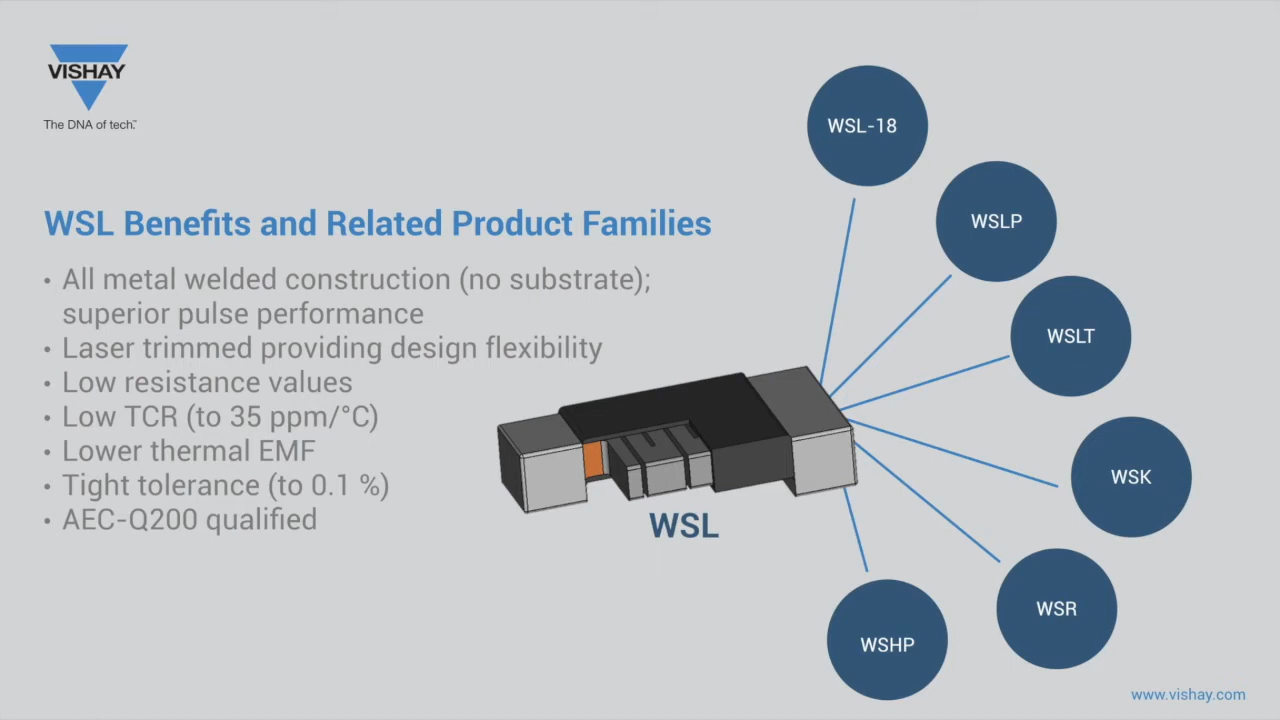 VISHAY
The DNA of tech™
WSL Benefits and Related Product Families
• All metal welded construction (no substrate);
superior pulse performance
• Laser trimmed providing design flexibility
• Low resistance values
• Low TCR (to 35 ppm/°C)
• Lower thermal EMF
• Tight tolerance (to 0.1 %)
• AEC-Q200 qualified
WSL
WSL-18
WSLP
WSLT
WSK
WSR
WSHP
www.vishay.com